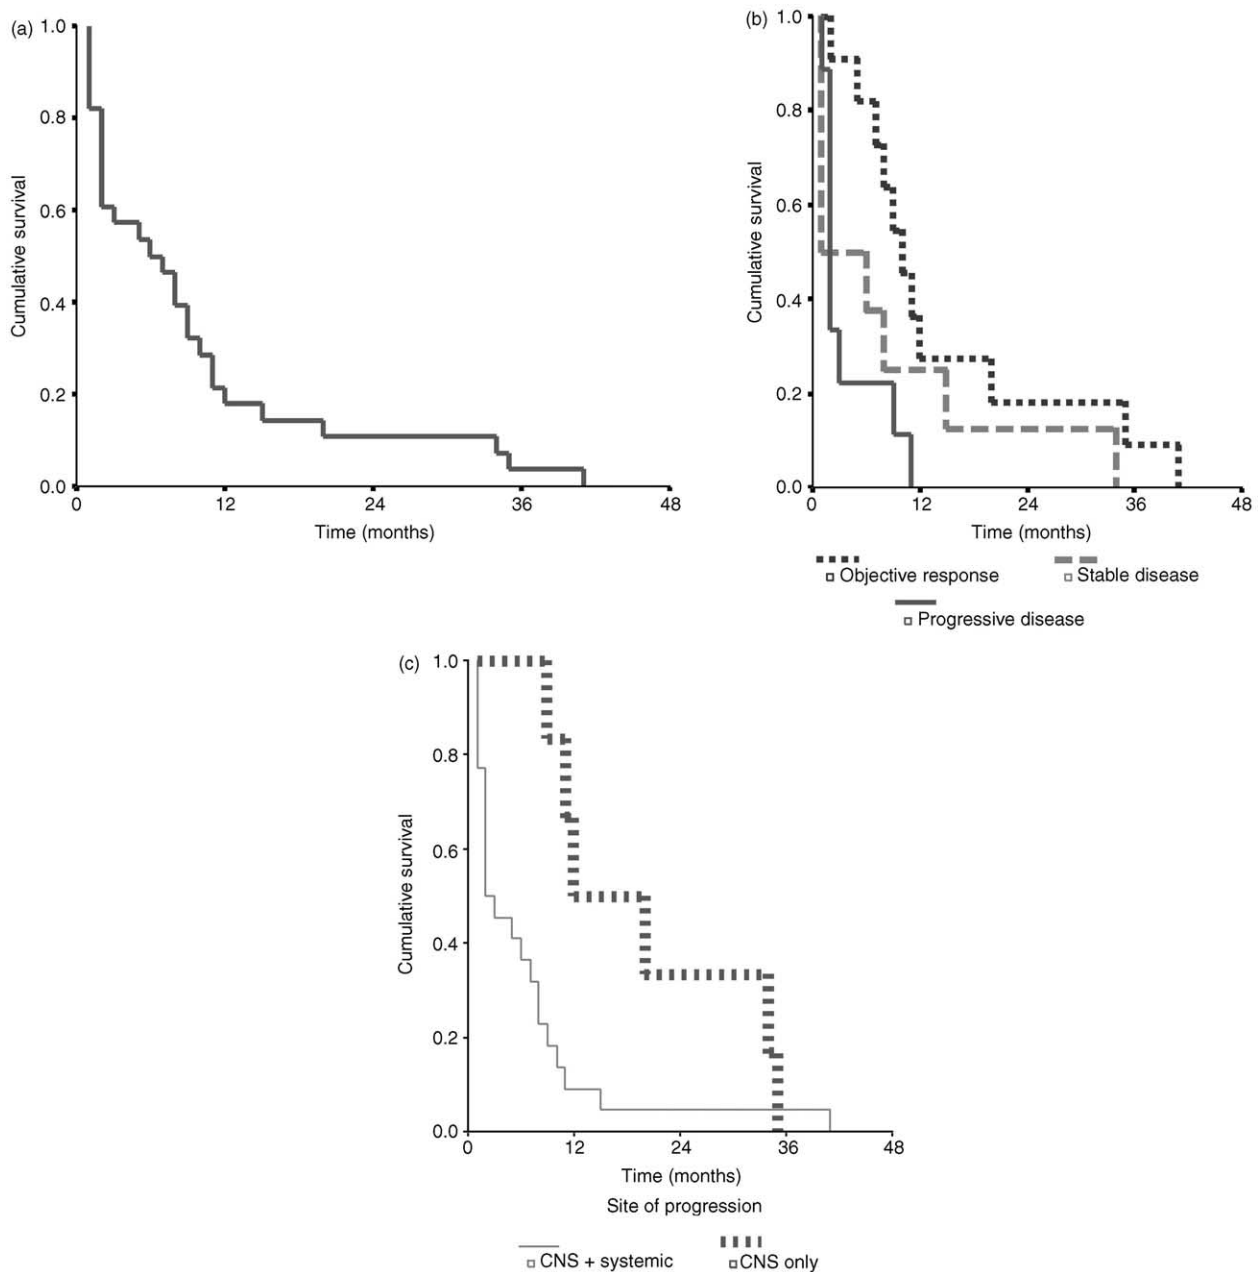 (a)
1.0
0.8
0.6
0.4
0.2
0.0
Cumulative survival
0 12 24 36 48
Time (months)
(b)
1.0
0.8
0.6
0.4
0.2
0.0
Cumulative survival
0 12 24 36 48
Time (months)
Objective response Stable disease
Progressive disease
(c)
1.0
0.8
0.6
0.4
0.2
0.0
Cumulative survival
0 12 24 36 48
Time (months)
Site of progression
CNS + systemic CNS only